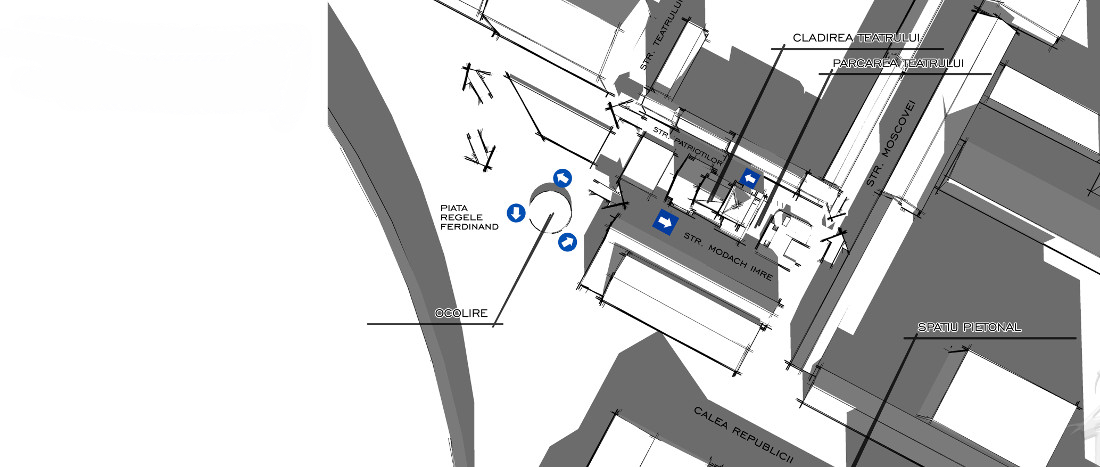 STR. TEATRULUI
CLADIREA TEATRULUI
PARCAREA TEATRULUI
STR. PATRIOTILOR
STR. MOSCOVEI
PIATA
REGELE
FERDINAND
STR. MODACH IMRE
OCOLIRE
SPATIU PIETONAL
CALEA REPUBLICII